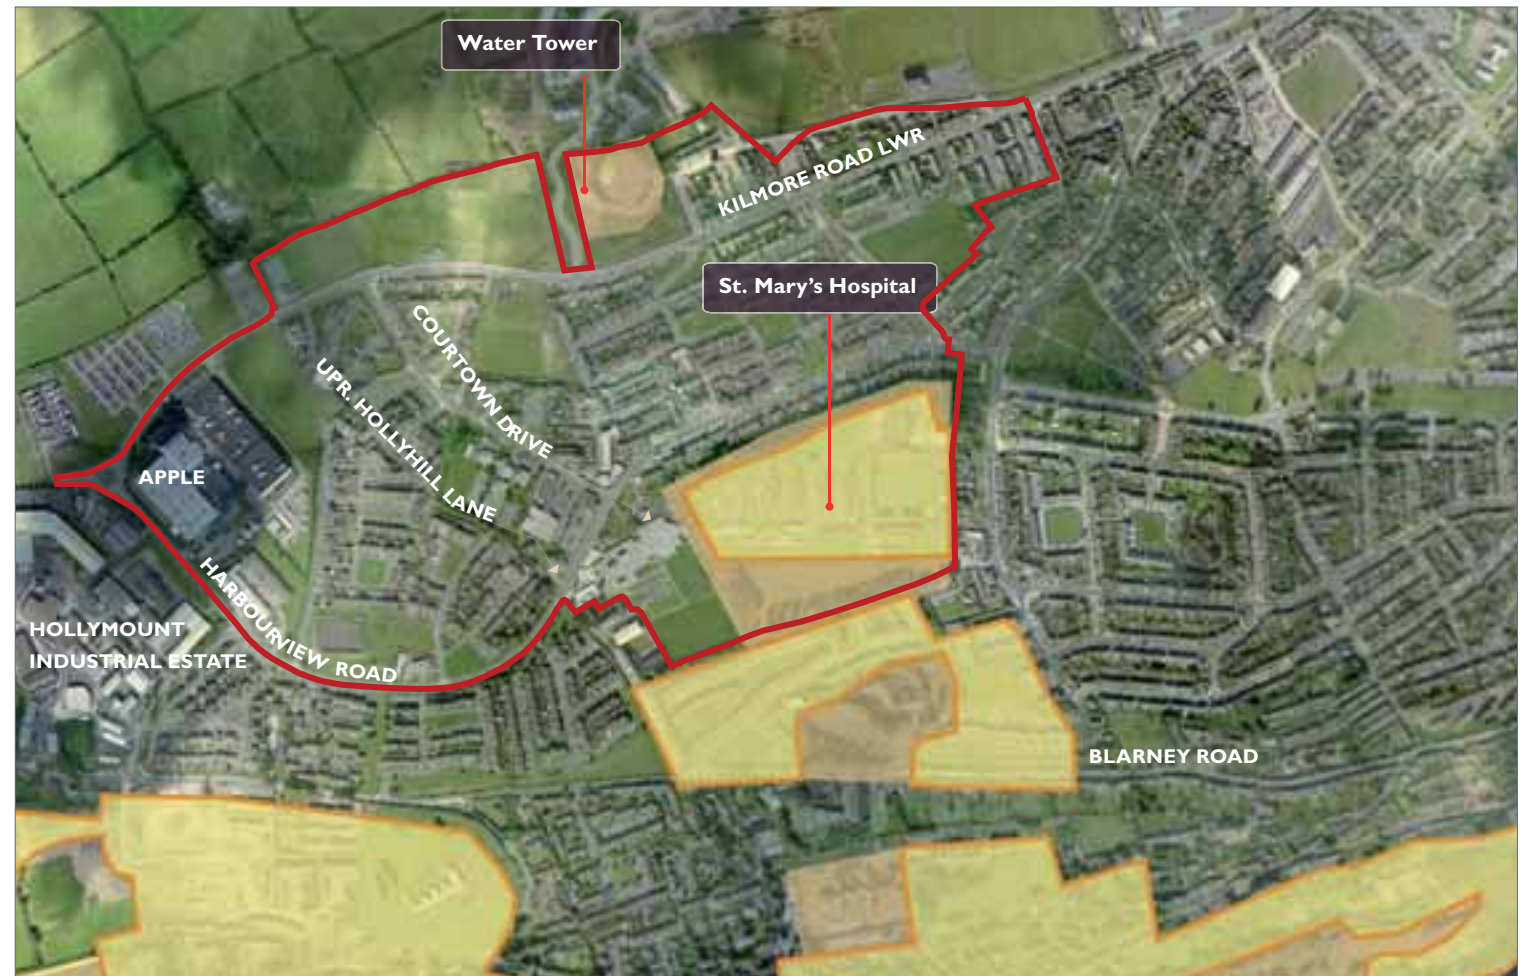 Water Tower
KILMORE ROAD LWR
St. Mary's Hospital
COURTOWN DRIVE
UPR. HOLLYHILL LANE
APPLE
HARBOURVIEW ROAD
HOLLYMOUNT
INDUSTRIAL ESTATE
BLARNEY ROAD